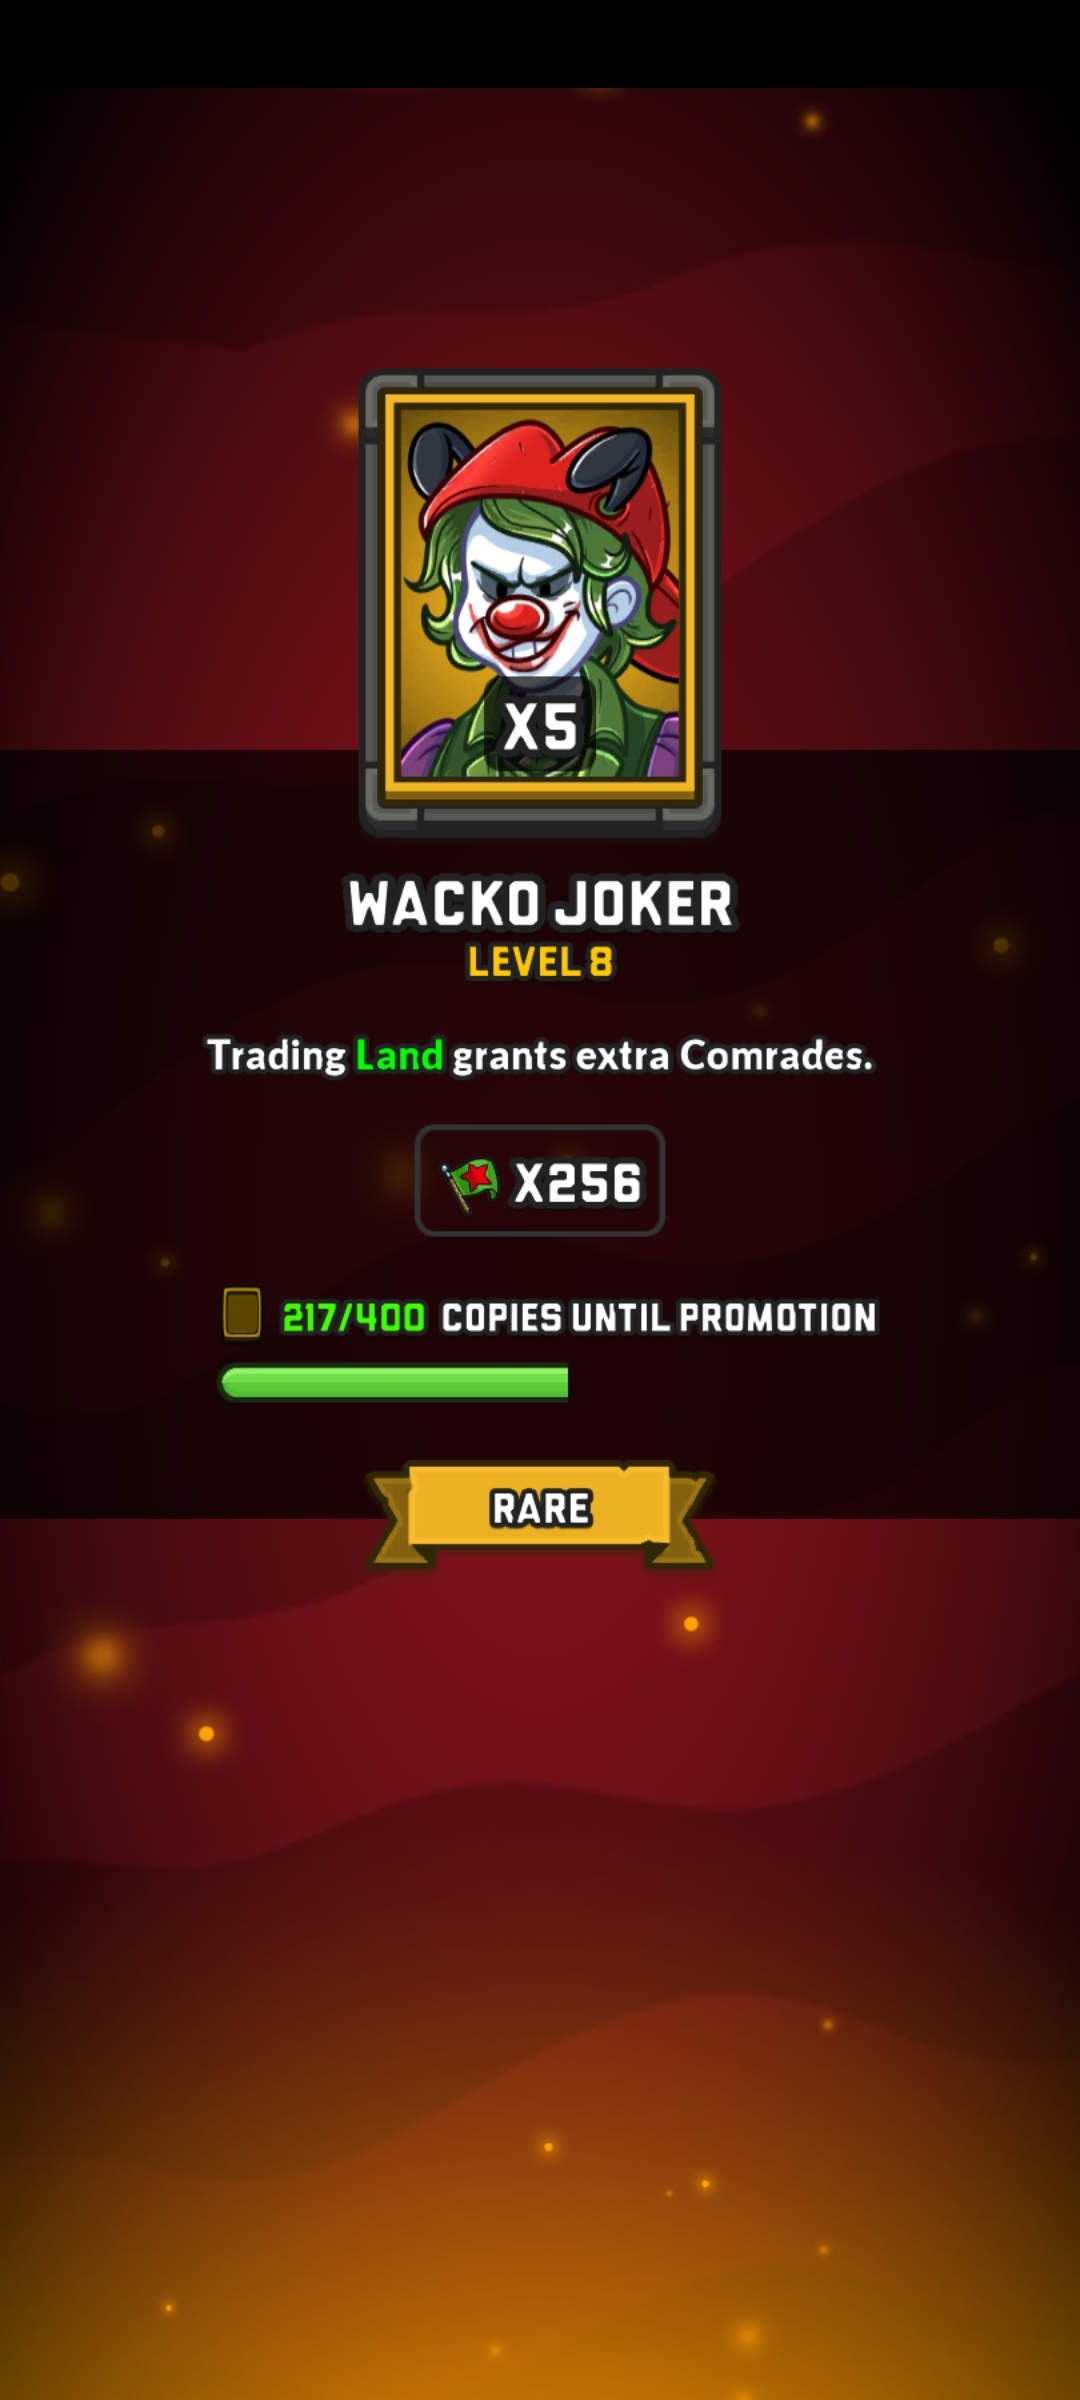 X5
WACKO JOKER
LEVEL 8
Trading Land grants extra Comrades.
X256
217/400 COPIES UNTIL PROMOTION
RARE